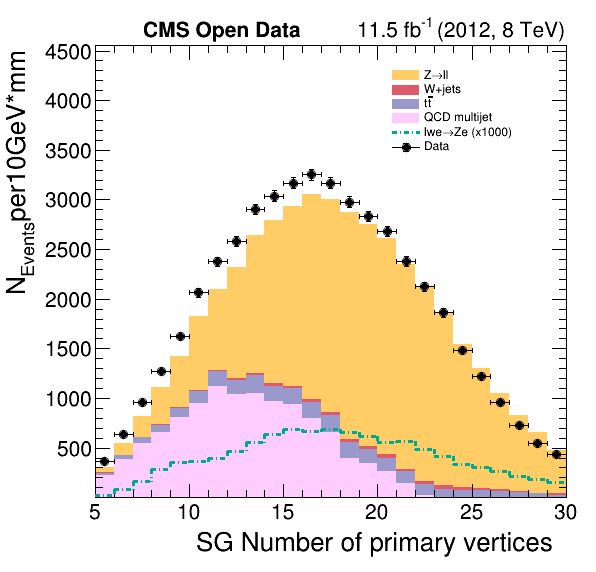 CMS Open Data 11.5 fb⁻¹ (2012, 8 TeV)
N_Events per10GeV*mm
4500
4000
3500
3000
2500
2000
1500
1000
500
Z→ll
W+jets
tt̅
QCD multijet
lwe→Ze (x1000)
Data
5 10 15 20 25 30
SG Number of primary vertices